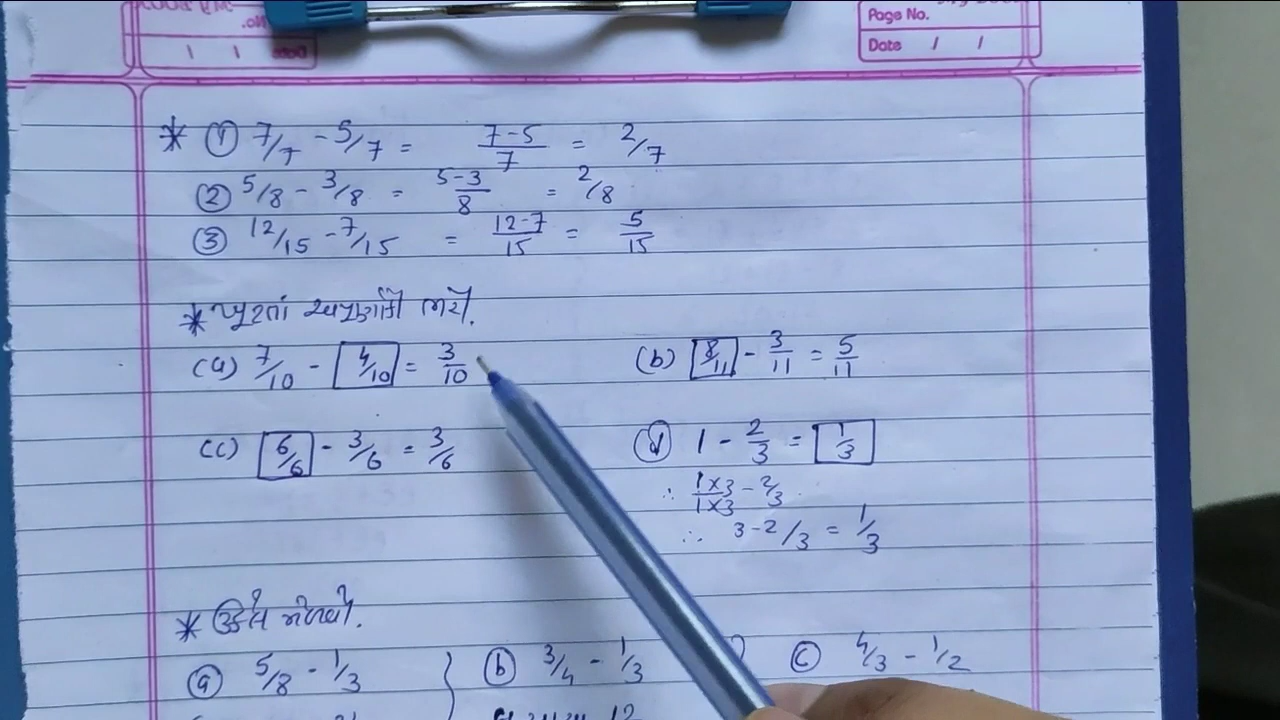 Page No.
Date / /
* ① 7/7 - 5/7 = 7-5/7 = 2/7
② 5/8 - 3/8 = 5-3/8 = 2/8
③ 12/15 - 7/15 = 12-7/15 = 5/15
* ખૂટતાં અપૂર્ણાંકો ભરો.
(a) 7/10 - 4/10 = 3/10 (b) 8/11 - 3/11 = 5/11
(c) 6/6 - 3/6 = 3/6 (d) 1 - 2/3 = 1/3
∴ 1×3/1×3 - 2/3
∴ 3-2/3 = 1/3
* ઉકેલ મેળવો.
ⓐ 5/8 - 1/3 ⓑ 3/4 - 1/3 ⓒ 4/3 - 1/2
12